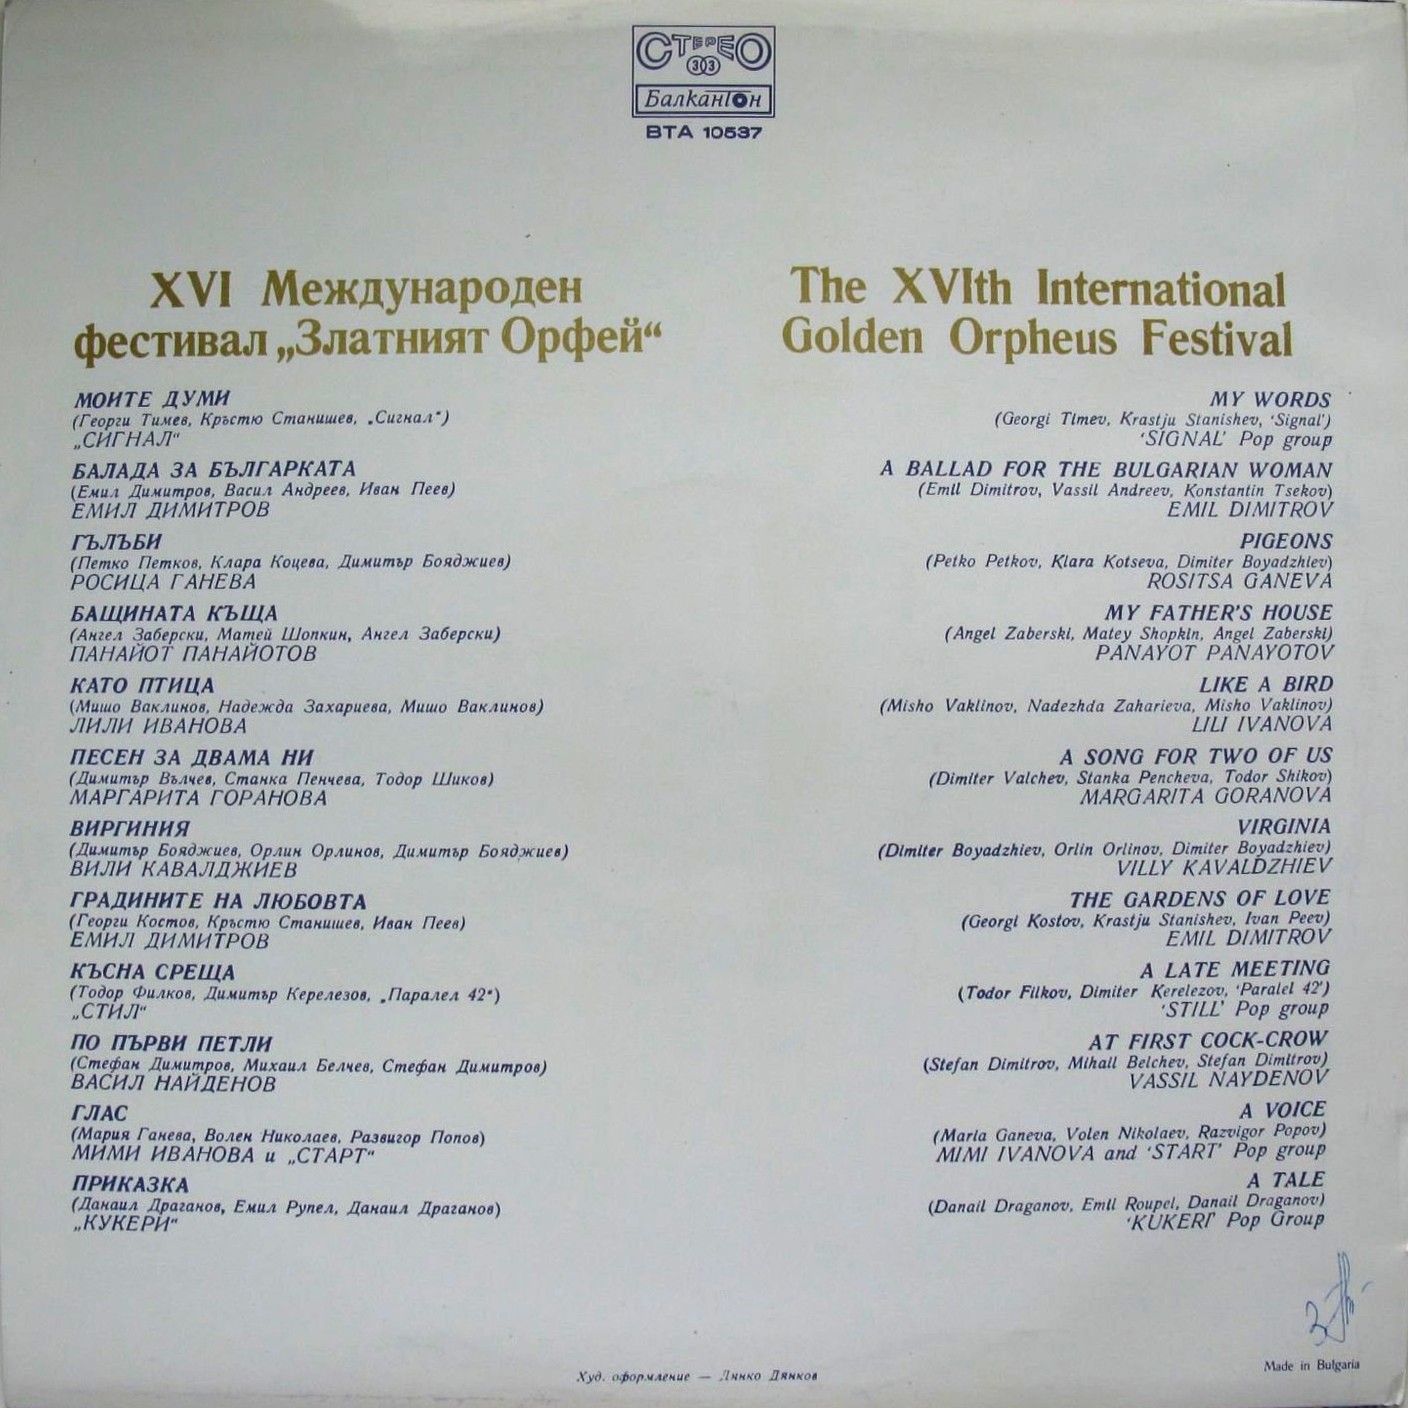 СТЕРЕО
33
Балкантон
ВТА 10537
XVI Международен
фестивал „Златният Орфей“
МОИТЕ ДУМИ
(Георги Тимев, Кръстю Станишев, „Сигнал“)
„СИГНАЛ“
БАЛАДА ЗА БЪЛГАРКАТА
(Емил Димитров, Васил Андреев, Иван Пеев)
ЕМИЛ ДИМИТРОВ
ГЪЛЪБИ
(Петко Петков, Клара Коцева, Димитър Бояджиев)
РОСИЦА ГАНЕВА
БАЩИНАТА КЪЩА
(Ангел Заберски, Матей Шопкин, Ангел Заберски)
ПАНАЙОТ ПАНАЙОТОВ
КАТО ПТИЦА
(Мишо Ваклинов, Надежда Захариева, Мишо Ваклинов)
ЛИЛИ ИВАНОВА
ПЕСЕН ЗА ДВАМА НИ
(Димитър Вълчев, Станка Пенчева, Тодор Шиков)
МАРГАРИТА ГОРАНОВА
ВИРГИНИЯ
(Димитър Бояджиев, Орлин Орлинов, Димитър Бояджиев)
ВИЛИ КАВАЛДЖИЕВ
ГРАДИНИТЕ НА ЛЮБОВТА
(Георги Костов, Кръстю Станишев, Иван Пеев)
ЕМИЛ ДИМИТРОВ
КЪСНА СРЕЩА
(Тодор Филков, Димитър Керелезов, „Паралел 42“)
„СТИЛ“
ПО ПЪРВИ ПЕТЛИ
(Стефан Димитров, Михаил Белчев, Стефан Димитров)
ВАСИЛ НАЙДЕНОВ
ГЛАС
(Мария Ганева, Волен Николаев, Развигор Попов)
МИМИ ИВАНОВА и „СТАРТ“
ПРИКАЗКА
(Данаил Драганов, Емил Рупел, Данаил Драганов)
„КУКЕРИ“
The XVIth International
Golden Orpheus Festival
MY WORDS
(Georgi Timev, Krastju Stanishev, ‘Signal’)
‘SIGNAL’ Pop group
A BALLAD FOR THE BULGARIAN WOMAN
(Emil Dimitrov, Vassil Andreev, Konstantin Tsekov)
EMIL DIMITROV
PIGEONS
(Petko Petkov, Klara Kotseva, Dimiter Boyadzhiev)
ROSITSA GANEVA
MY FATHER'S HOUSE
(Angel Zaberski, Matey Shopkin, Angel Zaberski)
PANAYOT PANAYOTOV
LIKE A BIRD
(Misho Vaklinov, Nadezhda Zaharieva, Misho Vaklinov)
LILI IVANOVA
A SONG FOR TWO OF US
(Dimiter Valchev, Stanka Pencheva, Todor Shikov)
MARGARITA GORANOVA
VIRGINIA
(Dimiter Boyadzhiev, Orlin Orlinov, Dimiter Boyadzhiev)
VILLY KAVALDZHIEV
THE GARDENS OF LOVE
(Georgi Kostov, Krastju Stanishev, Ivan Peev)
EMIL DIMITROV
A LATE MEETING
(Todor Filkov, Dimiter Kerelezov, ‘Paralel 42’)
‘STILL’ Pop group
AT FIRST COCK-CROW
(Stefan Dimitrov, Mihail Belchev, Stefan Dimitrov)
VASSIL NAYDENOV
A VOICE
(Maria Ganeva, Volen Nikolaev, Razvigor Popov)
MIMI IVANOVA and ‘START’ Pop group
A TALE
(Danail Draganov, Emil Roupel, Danail Draganov)
‘KUKERI’ Pop Group
Made in Bulgaria
Худ. оформление — Лянко Дянков